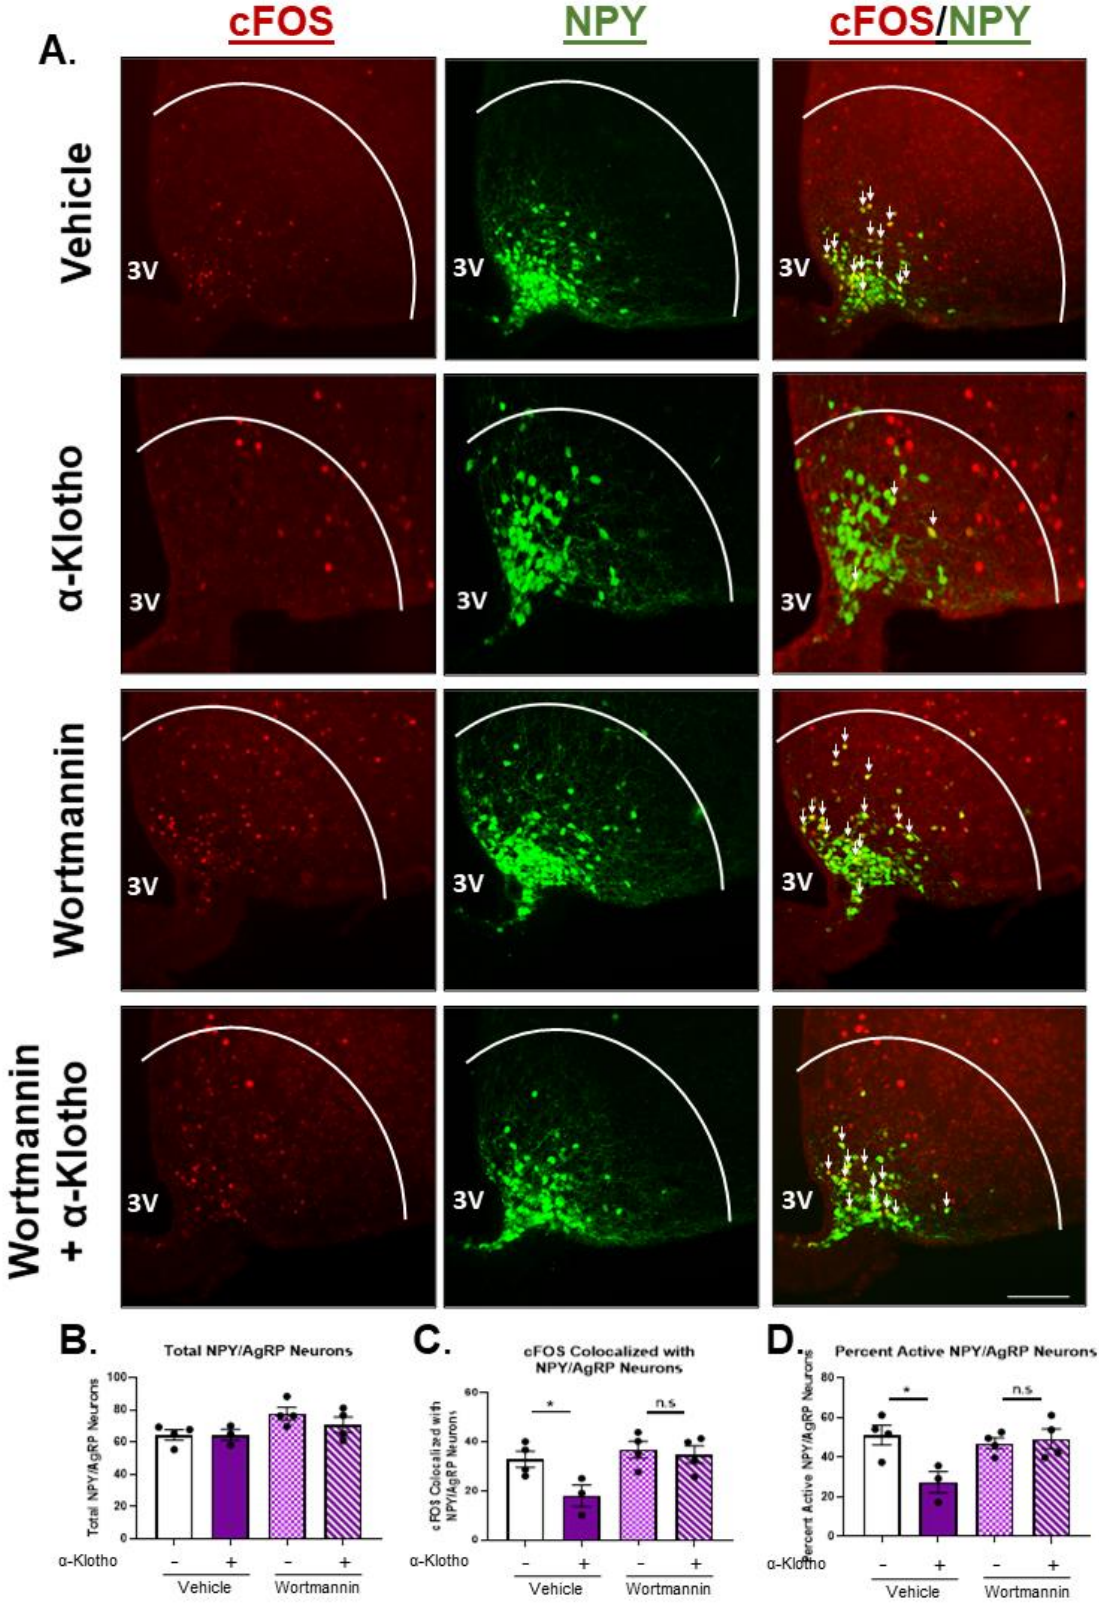 A.
cFOS
NPY
cFOS/NPY
Vehicle
3V
3V
3V
α-Klotho
3V
3V
3V
Wortmannin
3V
3V
3V
Wortmannin
+ α-Klotho
3V
3V
3V
B.
Total NPY/AgRP Neurons
Total NPY/AgRP Neurons
100
80
60
40
20
0
α-Klotho
-
+
-
+
Vehicle
Wortmannin
C.
cFOS Colocalized with
NPY/AgRP Neurons
cFOS Colocalized with
NPY/AgRP Neurons
60
40
20
0
*
n.s
α-Klotho
-
+
-
+
Vehicle
Wortmannin
D.
Percent Active NPY/AgRP Neurons
Percent Active NPY/AgRP Neurons
80
60
40
20
0
*
n.s
α-Klotho
-
+
-
+
Vehicle
Wortmannin